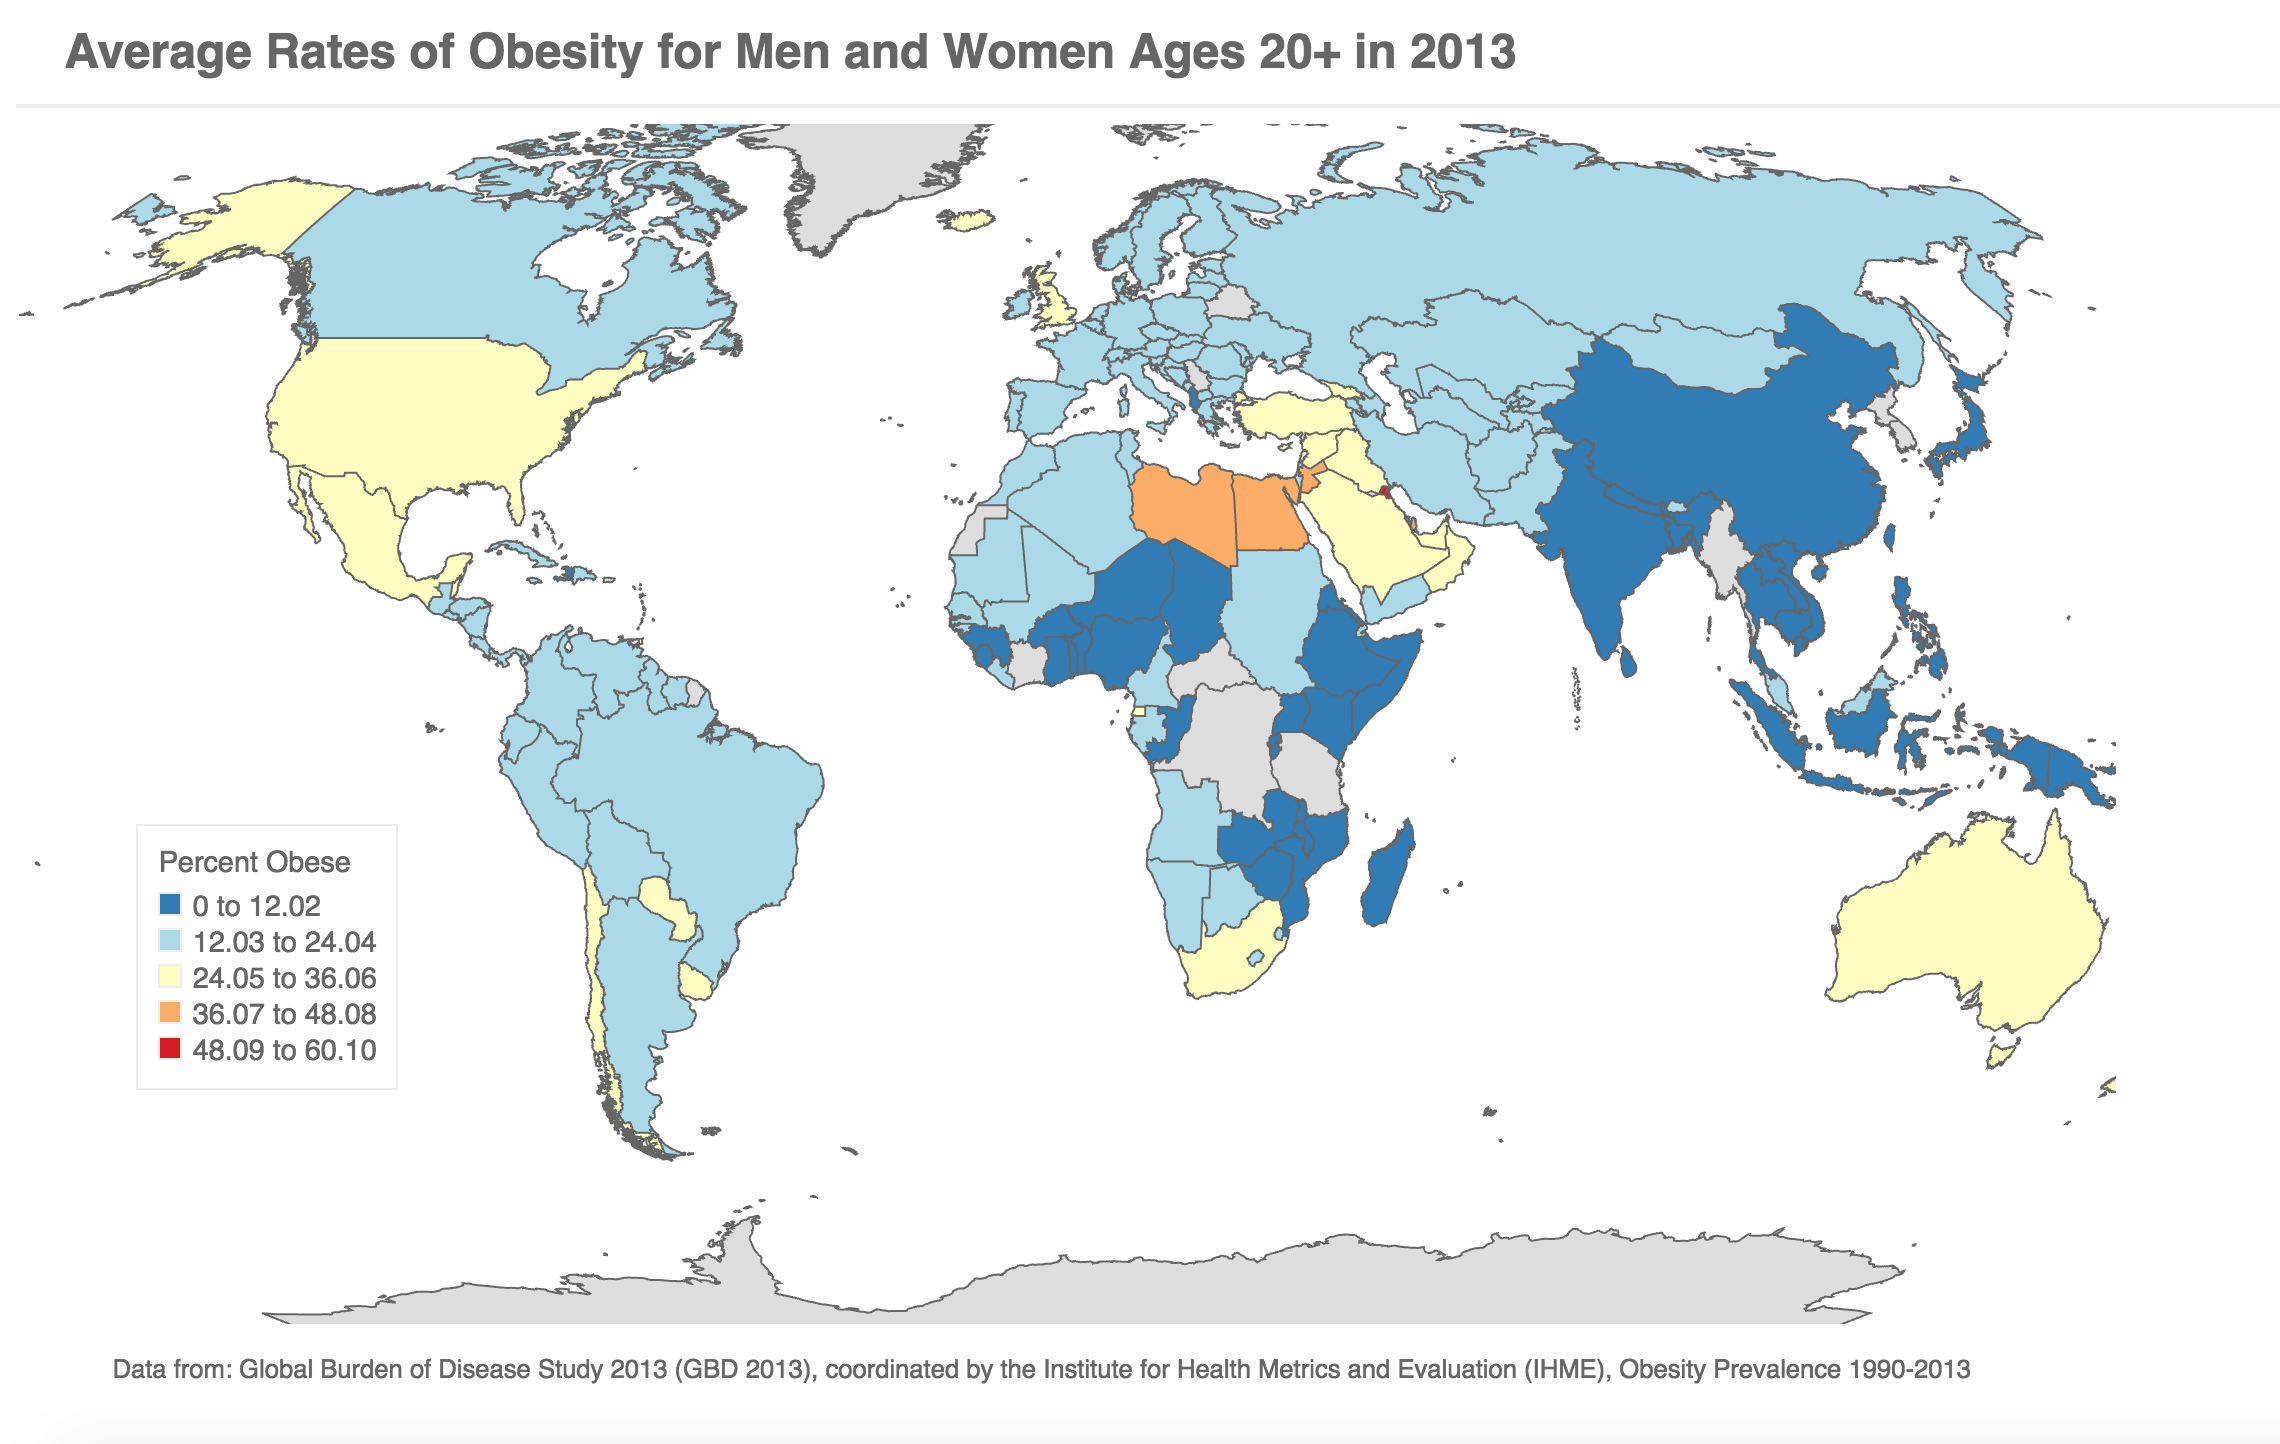 Average Rates of Obesity for Men and Women Ages 20+ in 2013
Percent Obese
0 to 12.02
12.03 to 24.04
24.05 to 36.06
36.07 to 48.08
48.09 to 60.10
Data from: Global Burden of Disease Study 2013 (GBD 2013), coordinated by the Institute for Health Metrics and Evaluation (IHME), Obesity Prevalence 1990-2013